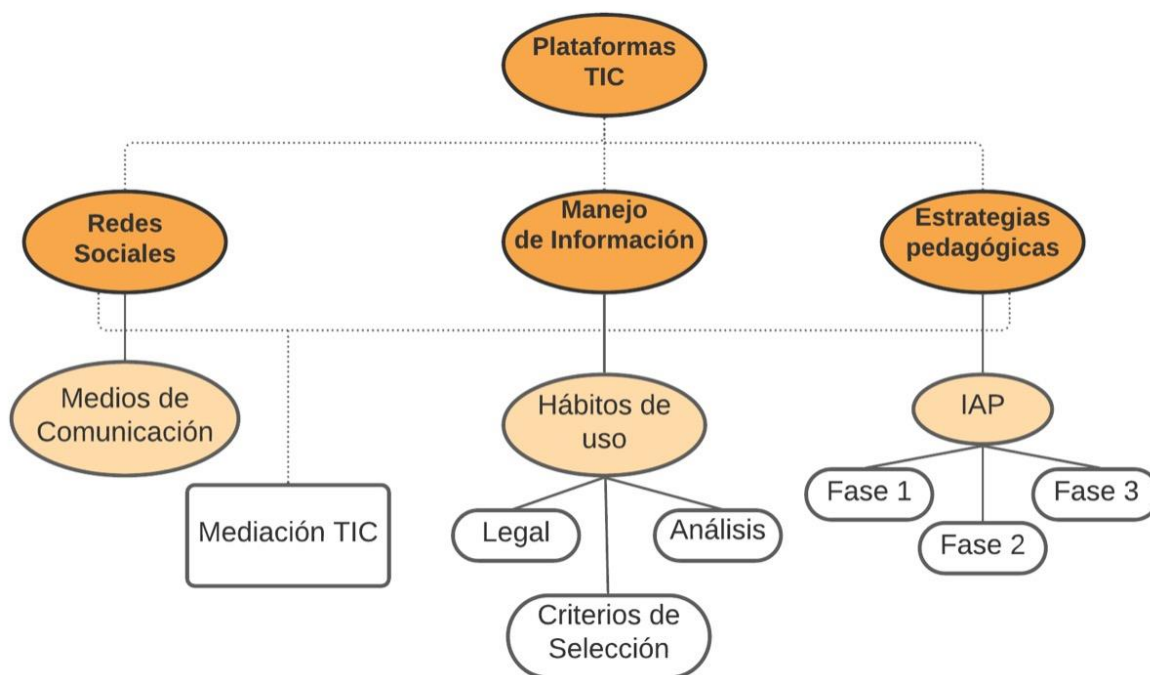 Plataformas
TIC
Redes
Sociales
Manejo
de Información
Estrategias
pedagógicas
Medios de
Comunicación
Hábitos de
uso
IAP
Mediación TIC
Legal
Análisis
Criterios de
Selección
Fase 1
Fase 2
Fase 3